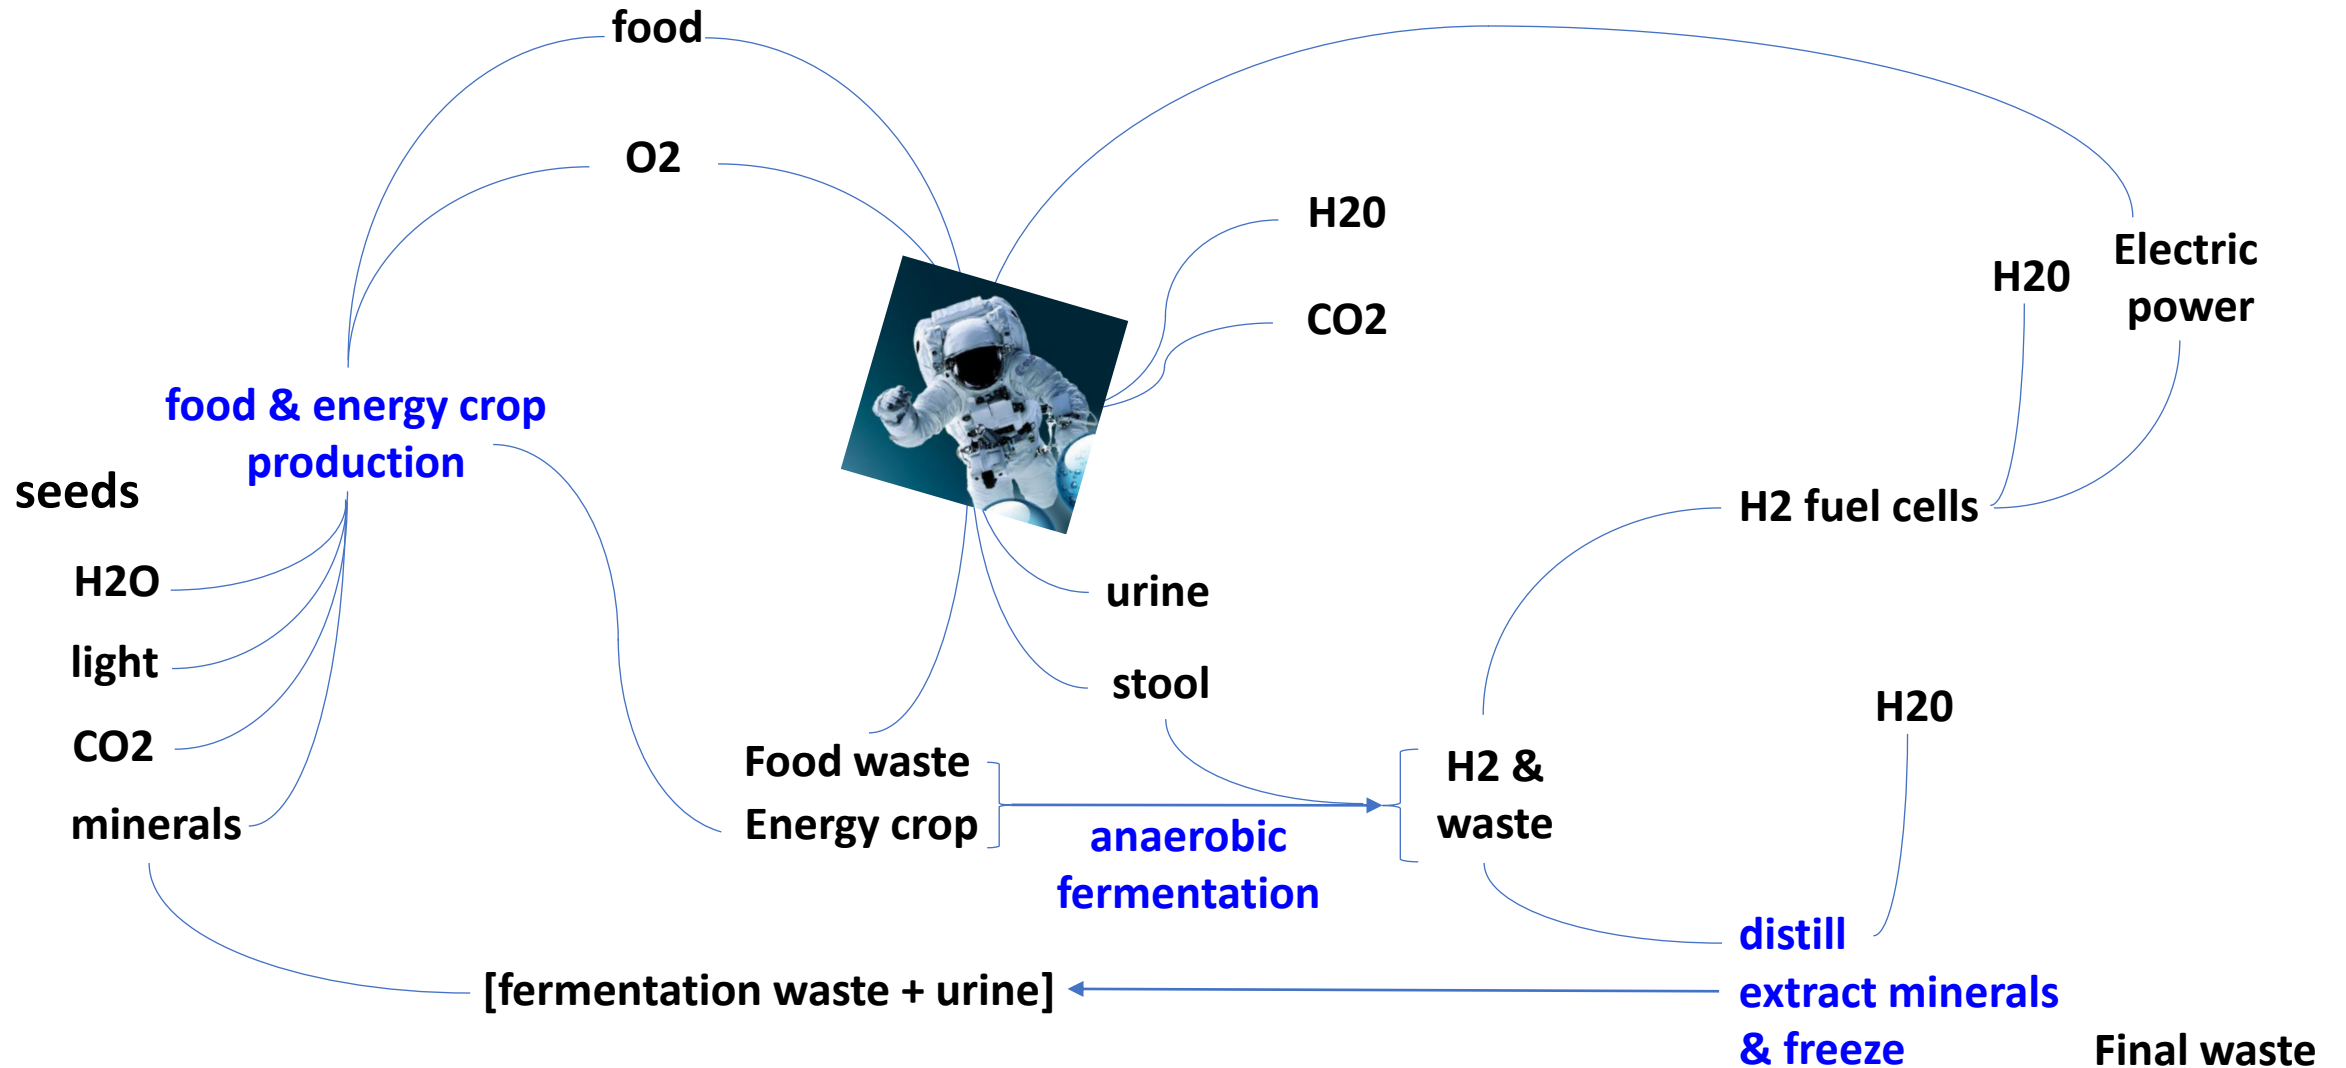 food
O2
H20
CO2
H20
Electric
power
food & energy crop
production
seeds
H2O
light
CO2
minerals
urine
stool
H2 fuel cells
H20
Food waste
Energy crop
anaerobic
fermentation
H2 &
waste
distill
extract minerals
& freeze
[fermentation waste + urine]
Final waste